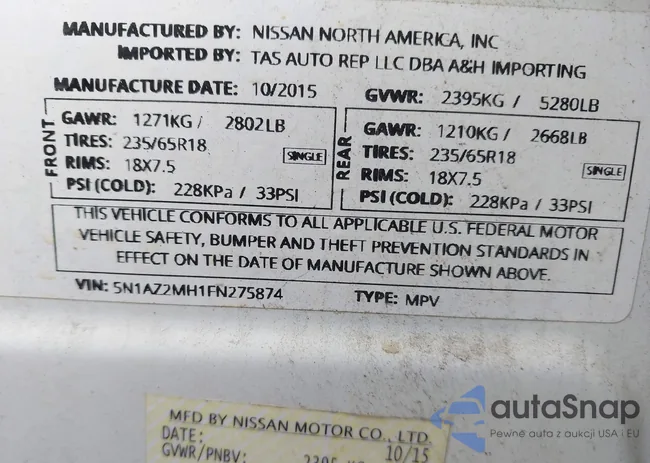 MANUFACTURED BY: NISSAN NORTH AMERICA, INC
IMPORTED BY: TAS AUTO REP LLC DBA A&H IMPORTING
MANUFACTURE DATE: 10/2015 GVWR: 2395KG / 5280LB
FRONT
GAWR: 1271KG / 2802LB
TIRES: 235/65R18
RIMS: 18X7.5
SINGLE
PSI (COLD): 228KPa / 33PSI
REAR
GAWR: 1210KG / 2668LB
TIRES: 235/65R18
RIMS: 18X7.5
SINGLE
PSI (COLD): 228KPa / 33PSI
THIS VEHICLE CONFORMS TO ALL APPLICABLE U.S. FEDERAL MOTOR
VEHICLE SAFETY, BUMPER AND THEFT PREVENTION STANDARDS IN
EFFECT ON THE DATE OF MANUFACTURE SHOWN ABOVE.
VIN: 5N1AZ2MH1FN275874 TYPE: MPV
MFD BY NISSAN MOTOR CO., LTD.
DATE: 10/15
GVWR/PNBV:
autaSnap
Pewne auta z aukcji USA · EU